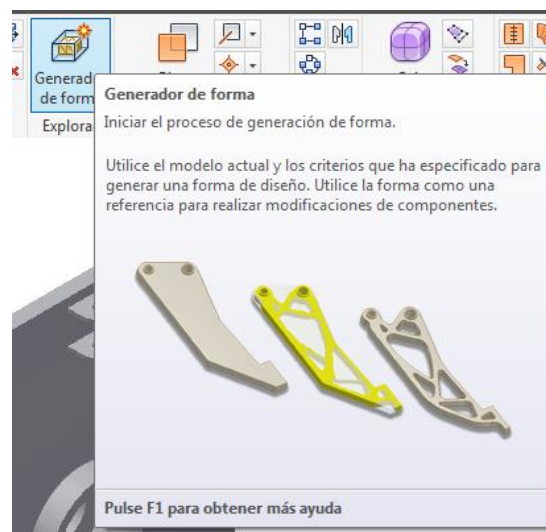 Generado
de form
Explora
Generador de forma
Iniciar el proceso de generación de forma.
Utilice el modelo actual y los criterios que ha especificado para
generar una forma de diseño. Utilice la forma como una
referencia para realizar modificaciones de componentes.
Pulse F1 para obtener más ayuda